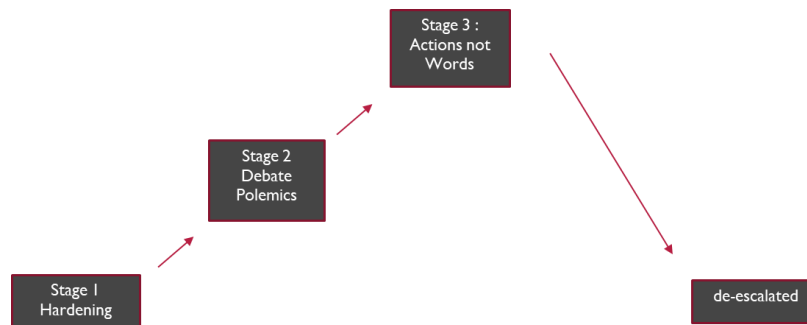 Stage 3 :
Actions not
Words
Stage 2
Debate
Polemics
Stage 1
Hardening
de-escalated